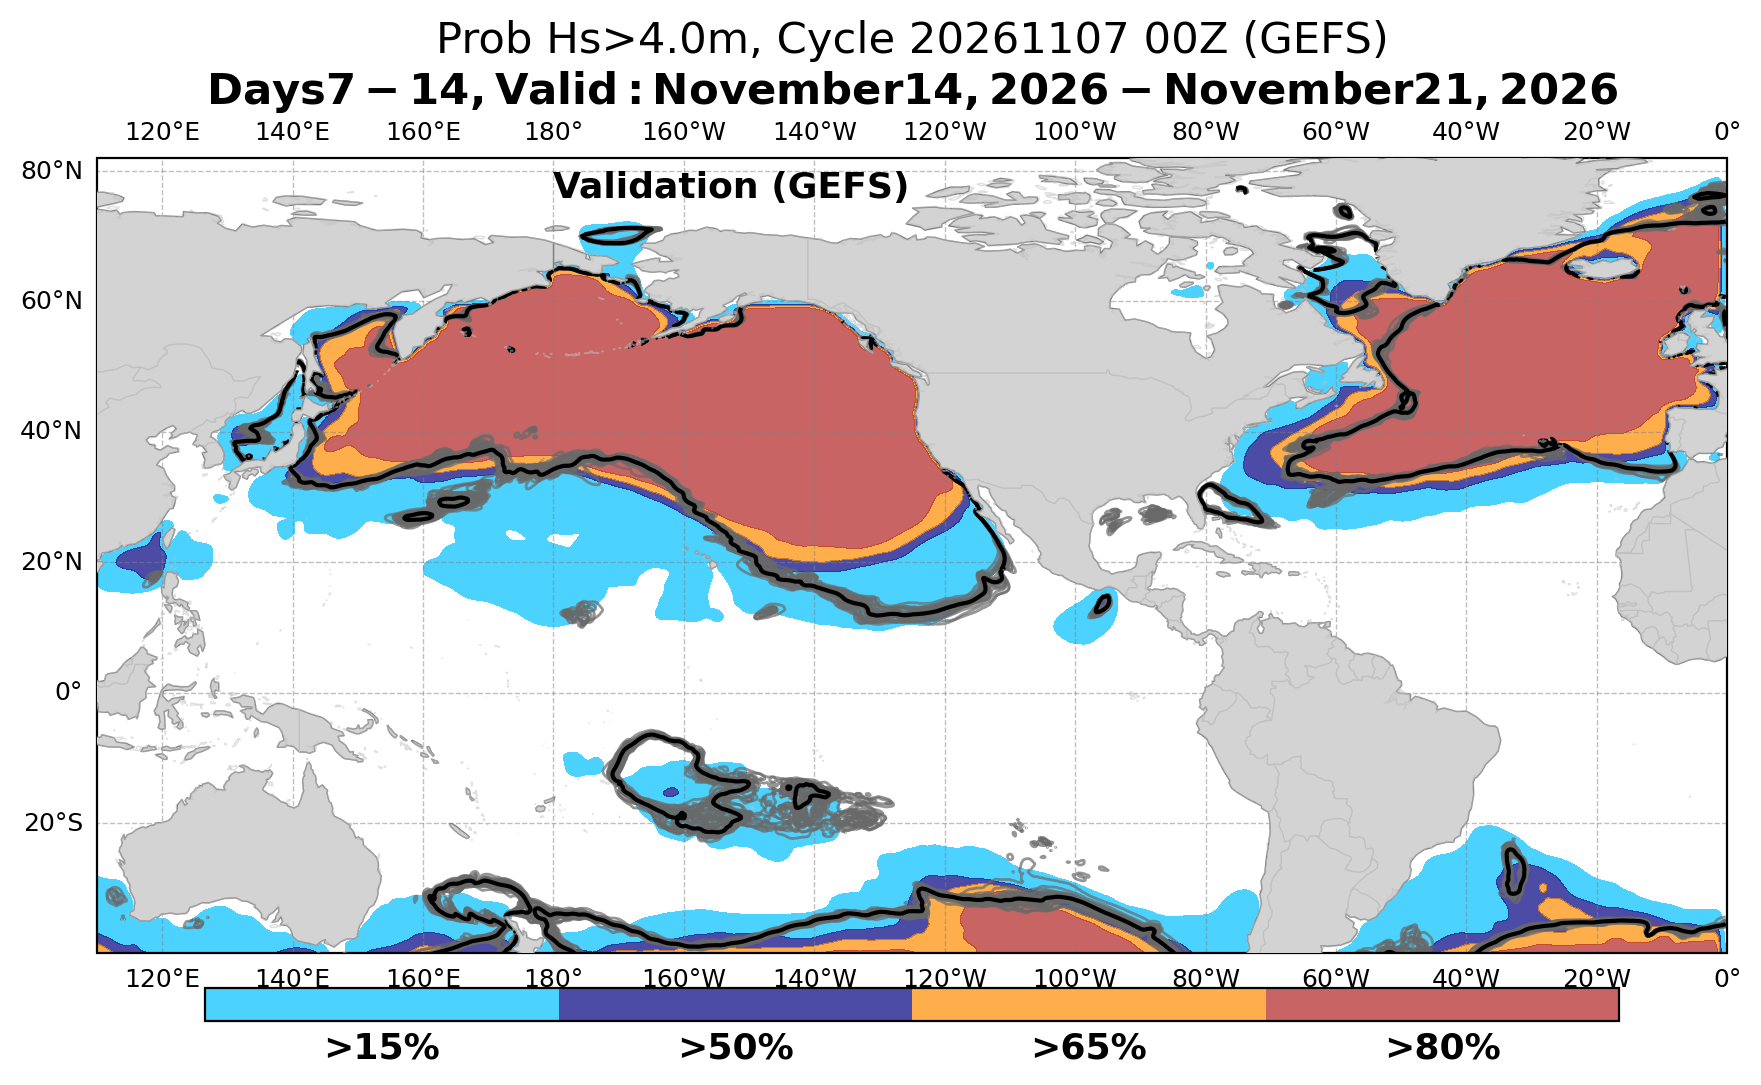 Prob Hs>4.0m, Cycle 20261107 00Z (GEFS)
Days7 − 14, Valid : November14, 2026 − November21, 2026
120°E 140°E 160°E 180° 160°W 140°W 120°W 100°W 80°W 60°W 40°W 20°W 0°
80°N
Validation (GEFS)
60°N
40°N
20°N
0°
20°S
120°E 140°E 160°E 180° 160°W 140°W 120°W 100°W 80°W 60°W 40°W 20°W 0°
>15% >50% >65% >80%